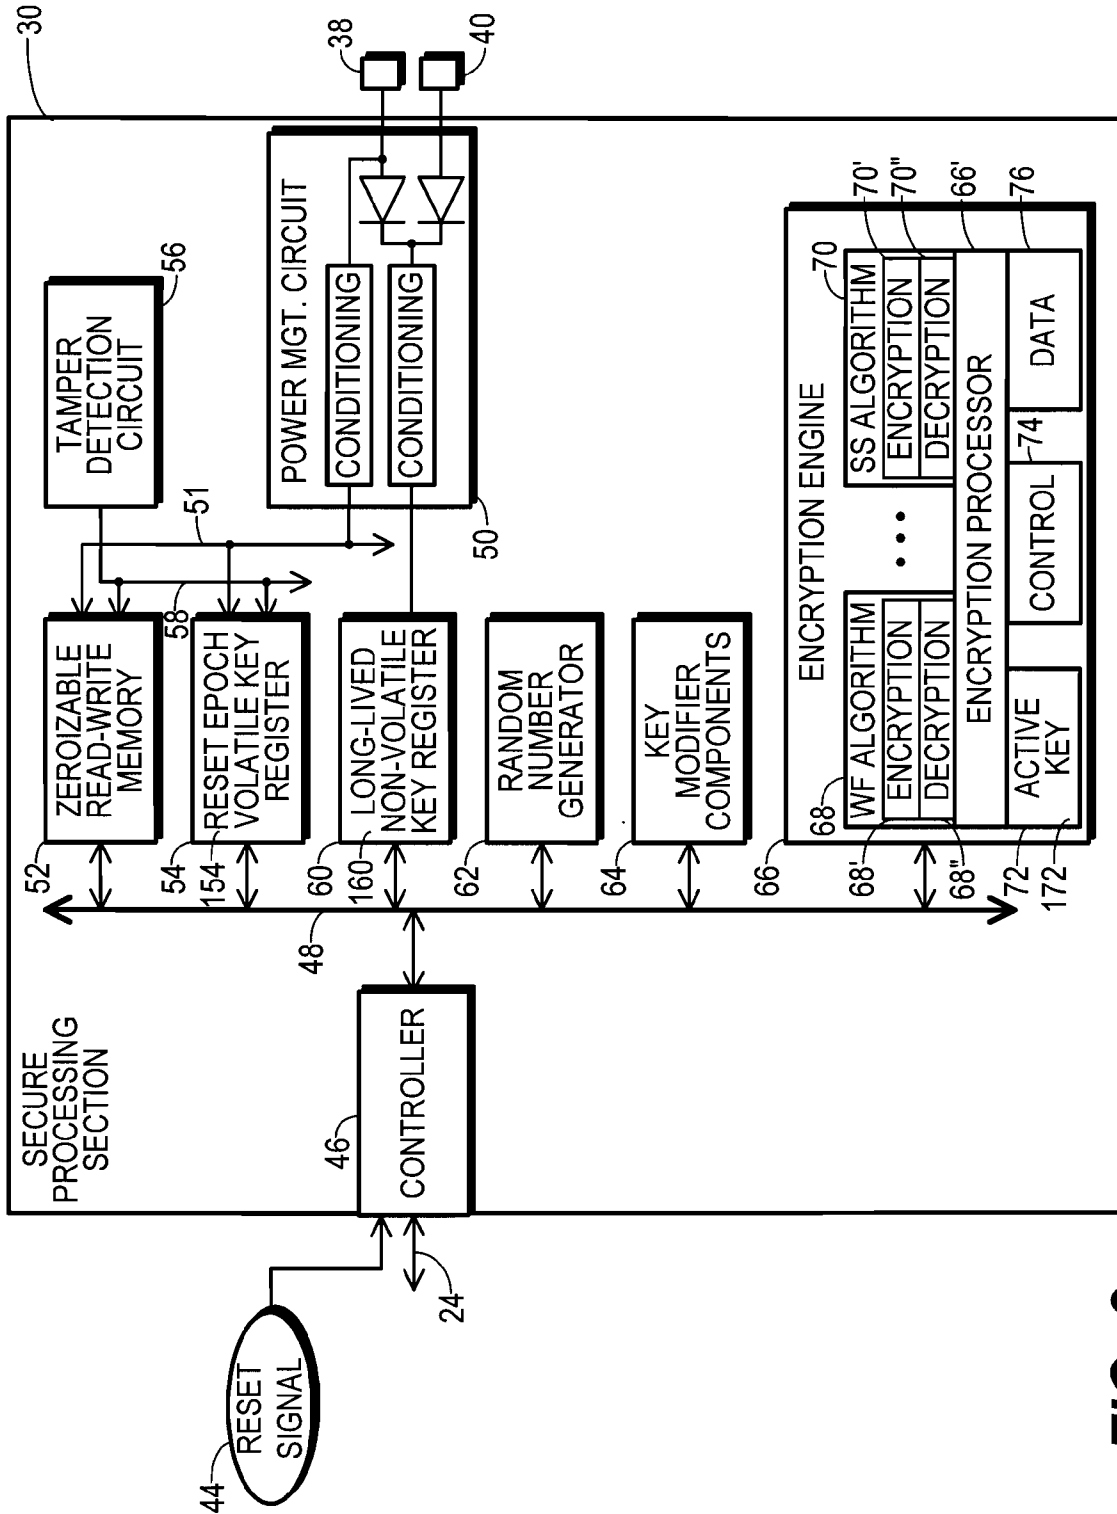 30
SECURE
PROCESSING
SECTION
44
RESET
SIGNAL
24
46
CONTROLLER
48
52
ZEROIZABLE
READ-WRITE
MEMORY
54
154
RESET EPOCH
VOLATILE KEY
REGISTER
60
160
LONG-LIVED
NON-VOLATILE
KEY REGISTER
62
RANDOM
NUMBER
GENERATOR
64
KEY
MODIFIER
COMPONENTS
58
51
TAMPER
DETECTION
CIRCUIT
56
50
POWER MGT. CIRCUIT
CONDITIONING
CONDITIONING
38
40
66
ENCRYPTION ENGINE
68
WF ALGORITHM
ENCRYPTION
DECRYPTION
68'
68"
70
SS ALGORITHM
ENCRYPTION
DECRYPTION
70'
70"
ENCRYPTION PROCESSOR
66'
72
172
ACTIVE
KEY
74
CONTROL
76
DATA